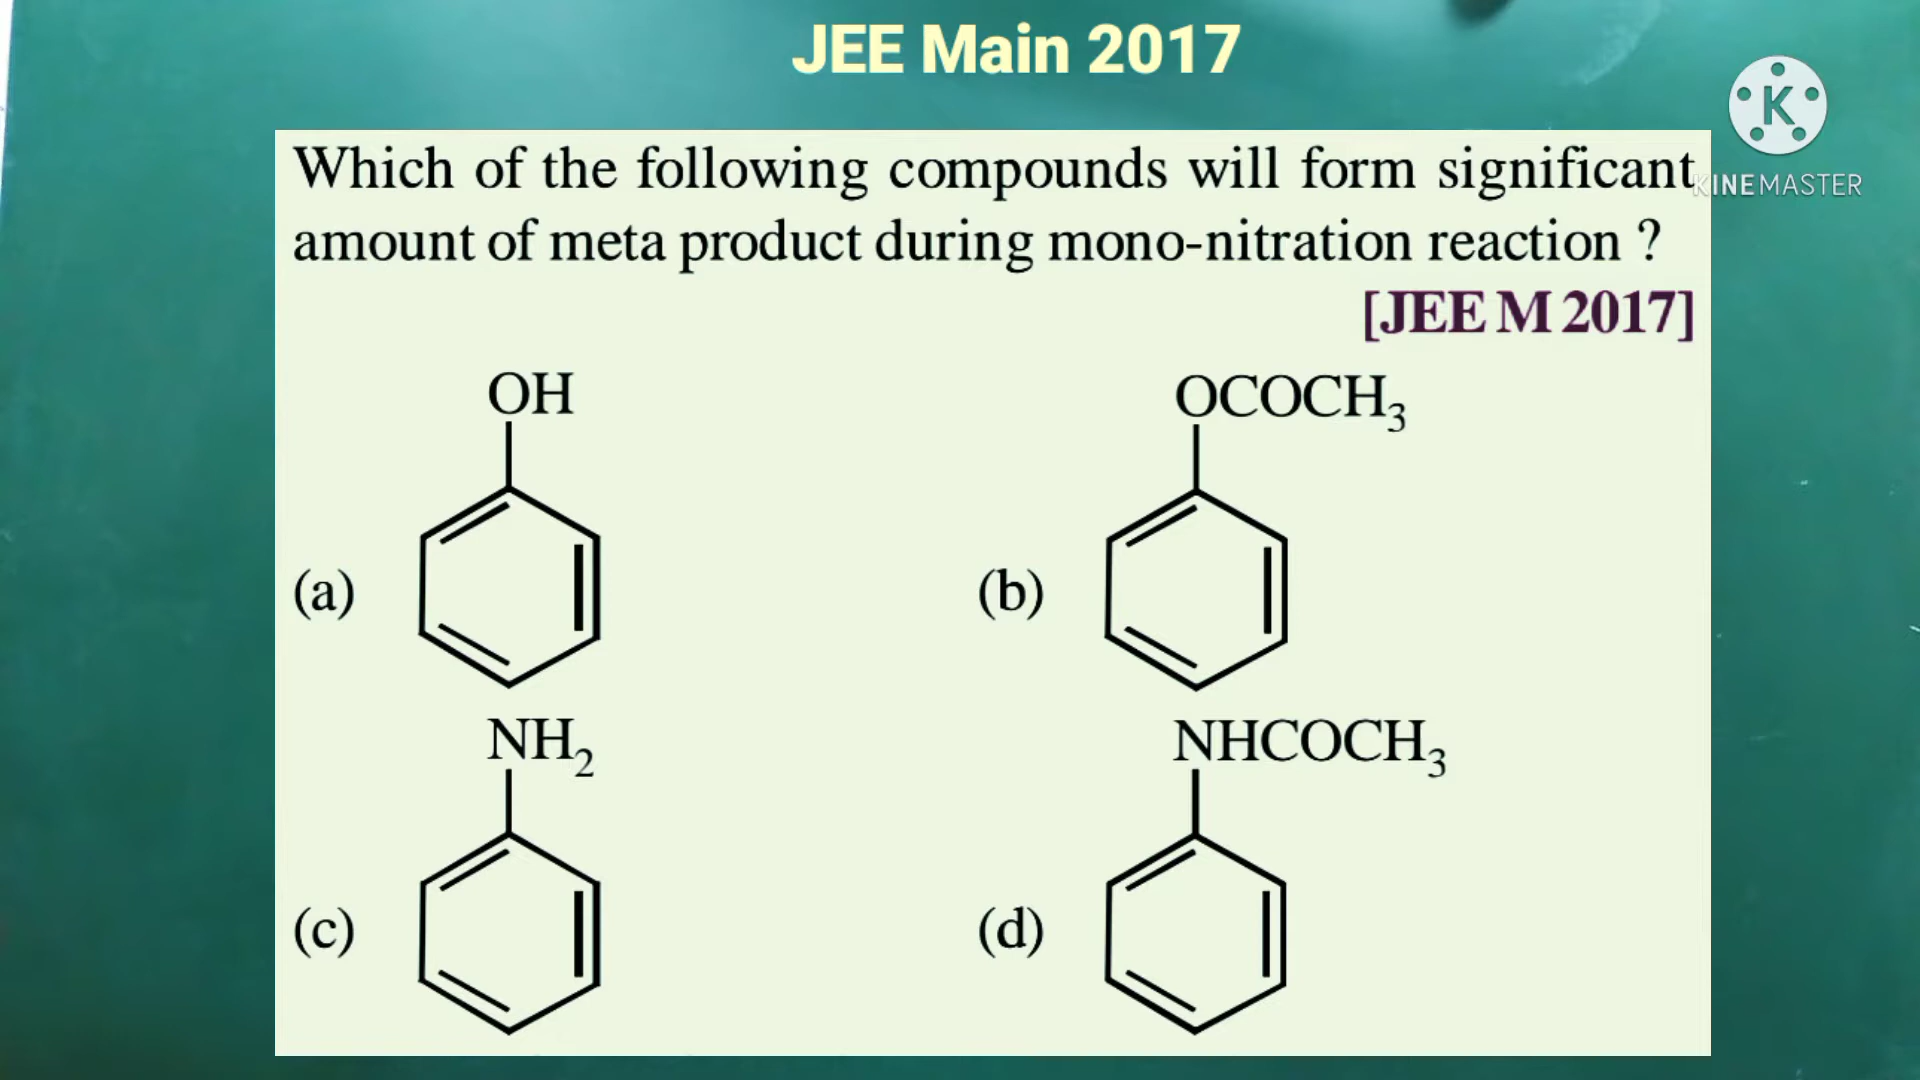 JEE Main 2017
K
KINEMASTER
Which of the following compounds will form significant
amount of meta product during mono-nitration reaction ?
[JEE M 2017]
OH
OCOCH₃
(a)
(b)
NH₂
NHCOCH₃
(c)
(d)